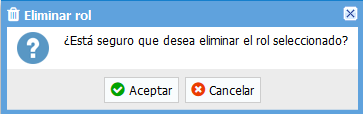 Eliminar rol
¿Está seguro que desea eliminar el rol seleccionado?
Aceptar
Cancelar